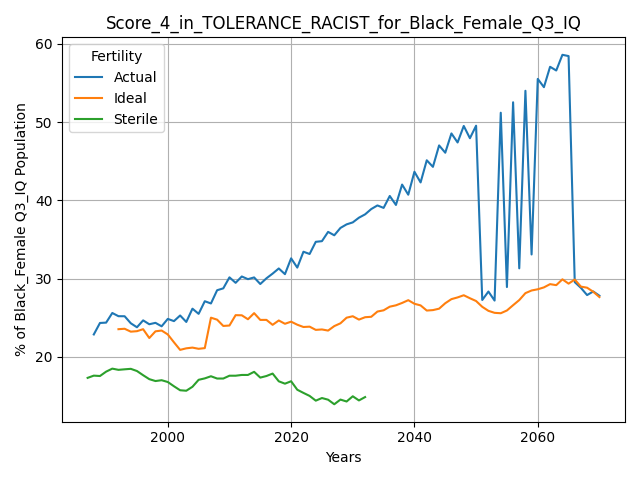 Score_4_in_TOLERANCE_RACIST_for_Black_Female_Q3_IQ
% of Black_Female Q3_IQ Population
60
50
40
30
20
Fertility
Actual
Ideal
Sterile
2000
2020
2040
2060
Years